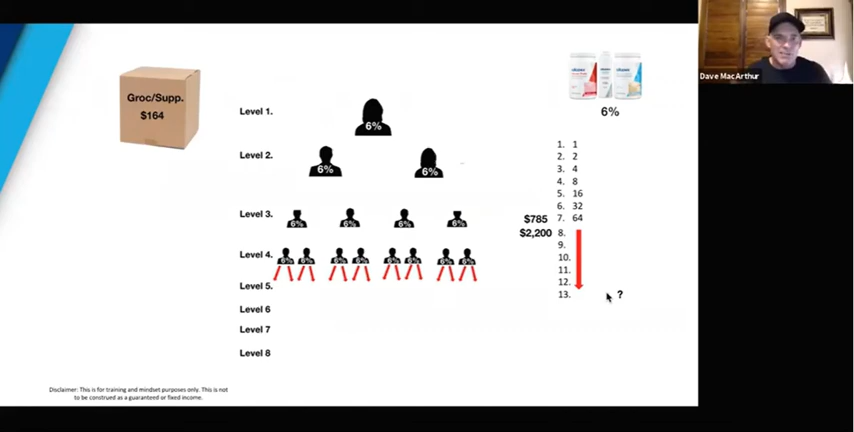 Groc/Supp.
$164
Level 1.
6%
Level 2.
6%
6%
Level 3.
6%
6%
6%
6%
Level 4.
6%
6%
6%
6%
6%
6%
6%
6%
Level 5.
Level 6
Level 7
Level 8
6%
1. 1
2. 2
3. 4
4. 8
5. 16
6. 32
$785 7. 64
$2,200 8.
9.
10.
11.
12.
13. ?
Dave MacArthur
Disclaimer: This is for training and mindset purposes only. This is not
to be construed as a guaranteed or fixed income.